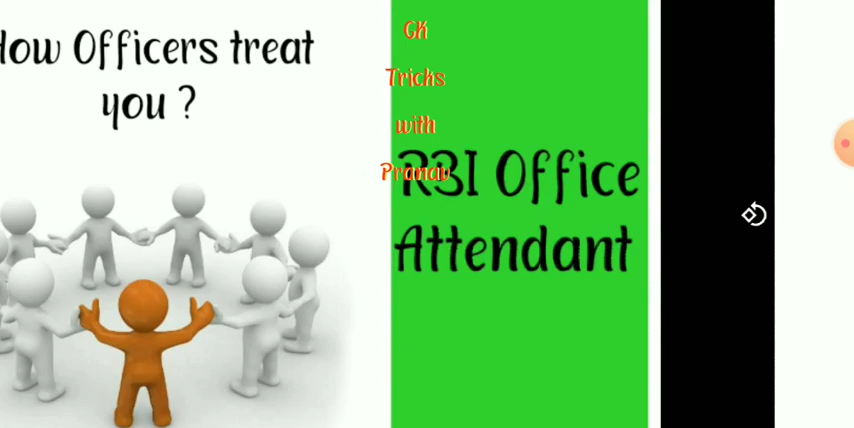 How Officers treat
you ?
GK
Tricks
with
Pranav
RBI Office
Attendant